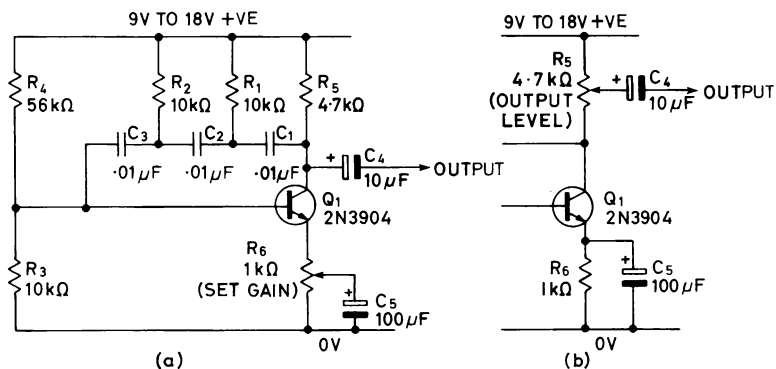 9V TO 18V +VE
R4
56kΩ
R2
10kΩ
R1
10kΩ
R5
4·7kΩ
C3
·01µF
C2
·01µF
C1
·01µF
+
C4
10µF
OUTPUT
Q1
2N3904
R3
10kΩ
R6
1kΩ
(SET GAIN)
+
C5
100µF
0V
(a)
9V TO 18V +VE
R5
4·7kΩ
(OUTPUT
LEVEL)
+
C4
10µF
OUTPUT
Q1
2N3904
R6
1kΩ
+
C5
100µF
0V
(b)